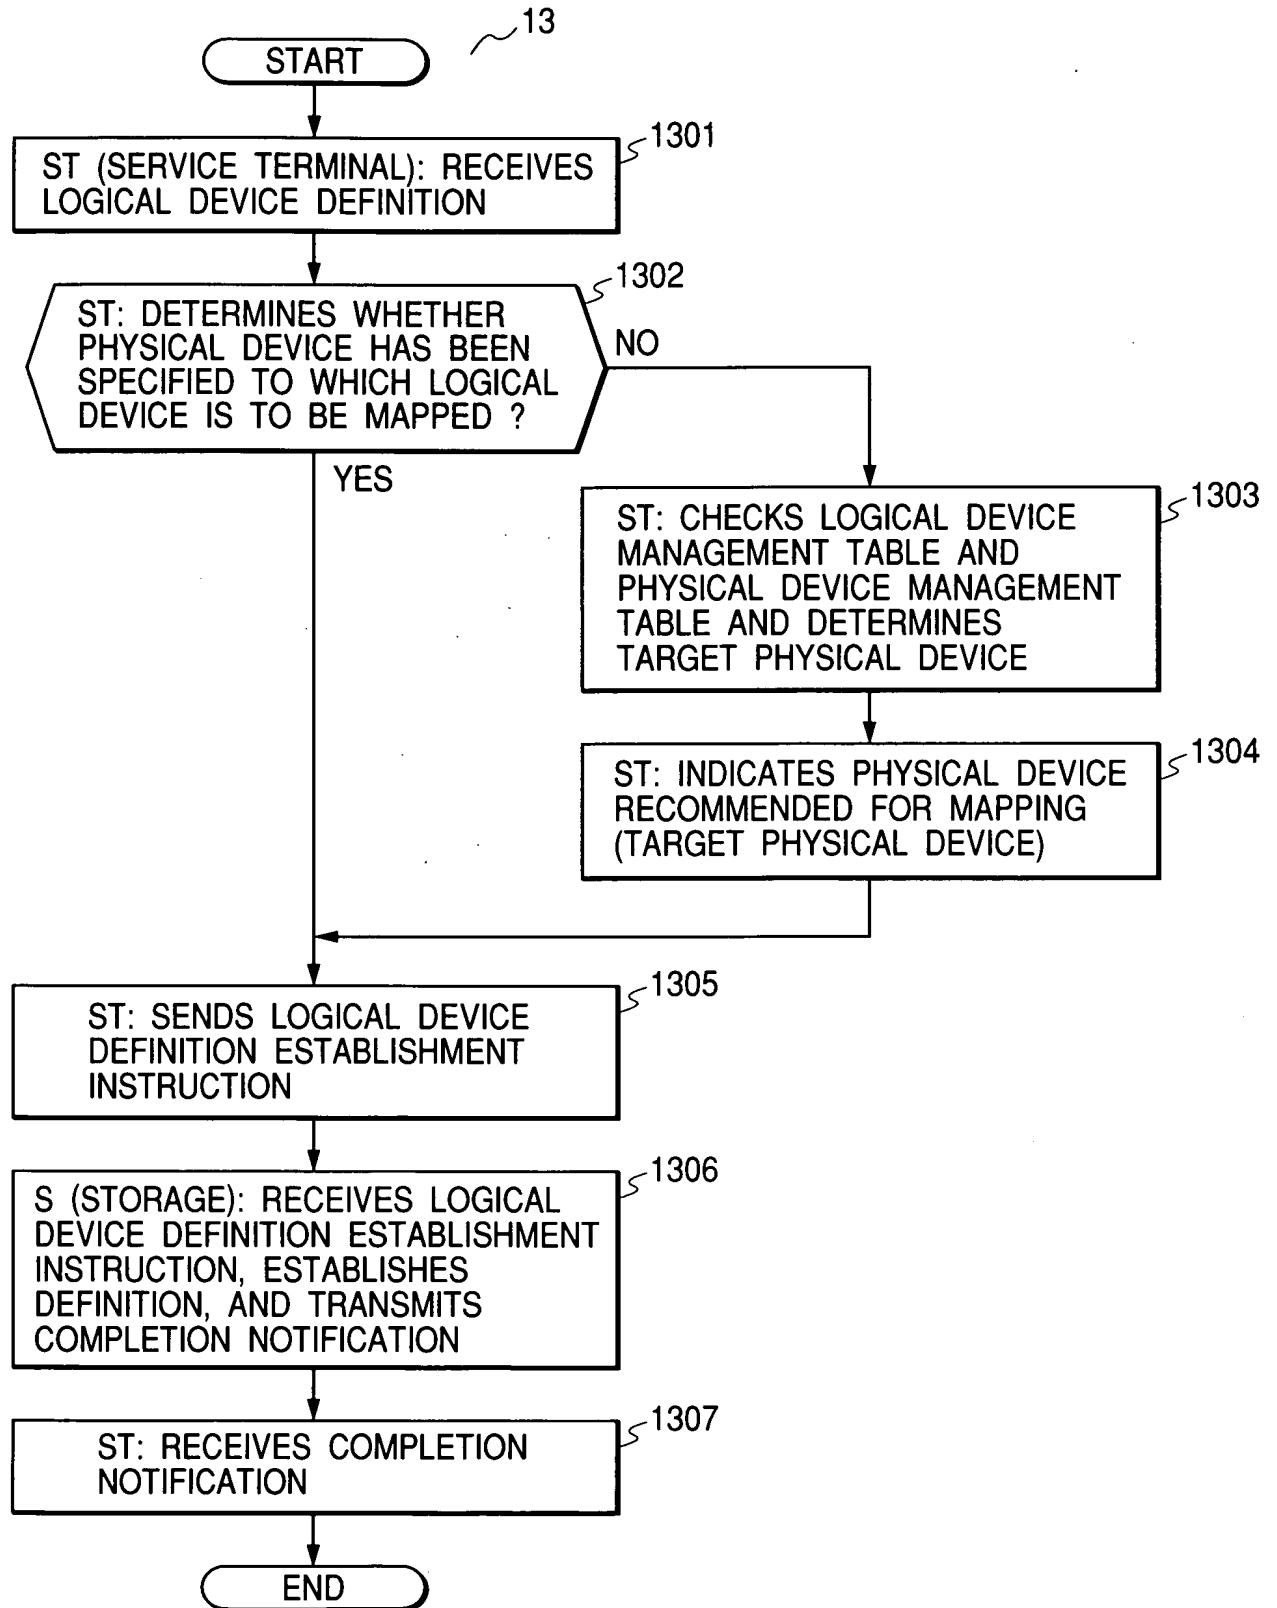 13
START
1301
ST (SERVICE TERMINAL): RECEIVES
LOGICAL DEVICE DEFINITION
1302
ST: DETERMINES WHETHER
PHYSICAL DEVICE HAS BEEN
SPECIFIED TO WHICH LOGICAL
DEVICE IS TO BE MAPPED ?
NO
YES
1303
ST: CHECKS LOGICAL DEVICE
MANAGEMENT TABLE AND
PHYSICAL DEVICE MANAGEMENT
TABLE AND DETERMINES
TARGET PHYSICAL DEVICE
1304
ST: INDICATES PHYSICAL DEVICE
RECOMMENDED FOR MAPPING
(TARGET PHYSICAL DEVICE)
1305
ST: SENDS LOGICAL DEVICE
DEFINITION ESTABLISHMENT
INSTRUCTION
1306
S (STORAGE): RECEIVES LOGICAL
DEVICE DEFINITION ESTABLISHMENT
INSTRUCTION, ESTABLISHES
DEFINITION, AND TRANSMITS
COMPLETION NOTIFICATION
1307
ST: RECEIVES COMPLETION
NOTIFICATION
END